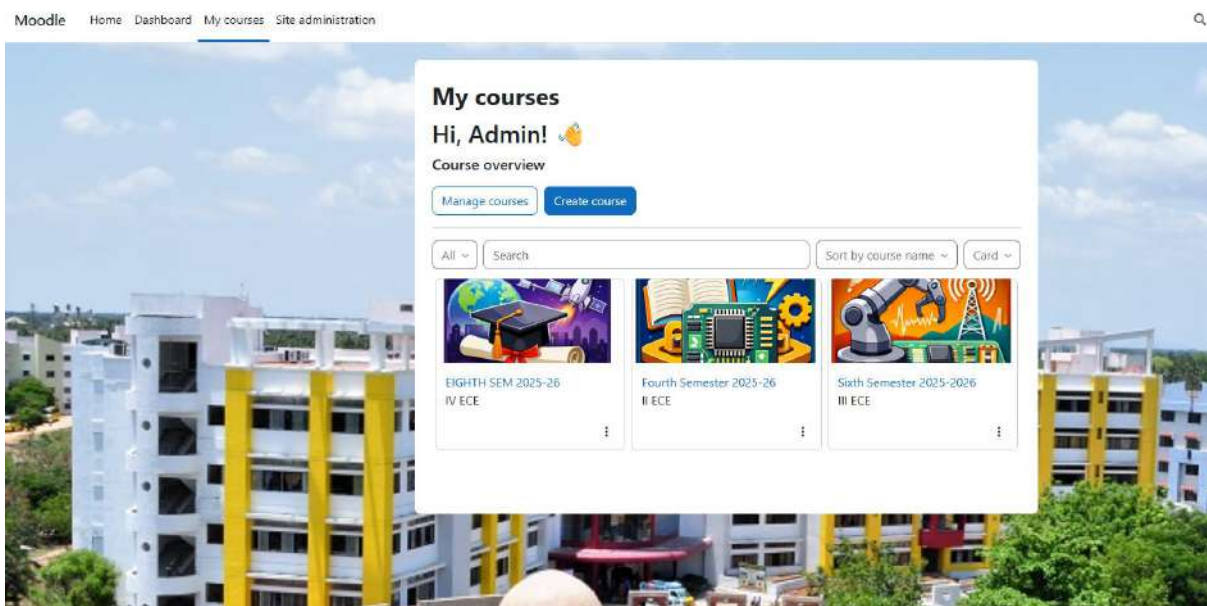 Moodle Home Dashboard My courses Site administration
My courses
Hi, Admin! 👋
Course overview
Manage courses Create course
All Search Sort by course name Card
EIGHTH SEM 2025-26 Fourth Semester 2025-26 Sixth Semester 2025-2026
IV ECE II ECE III ECE